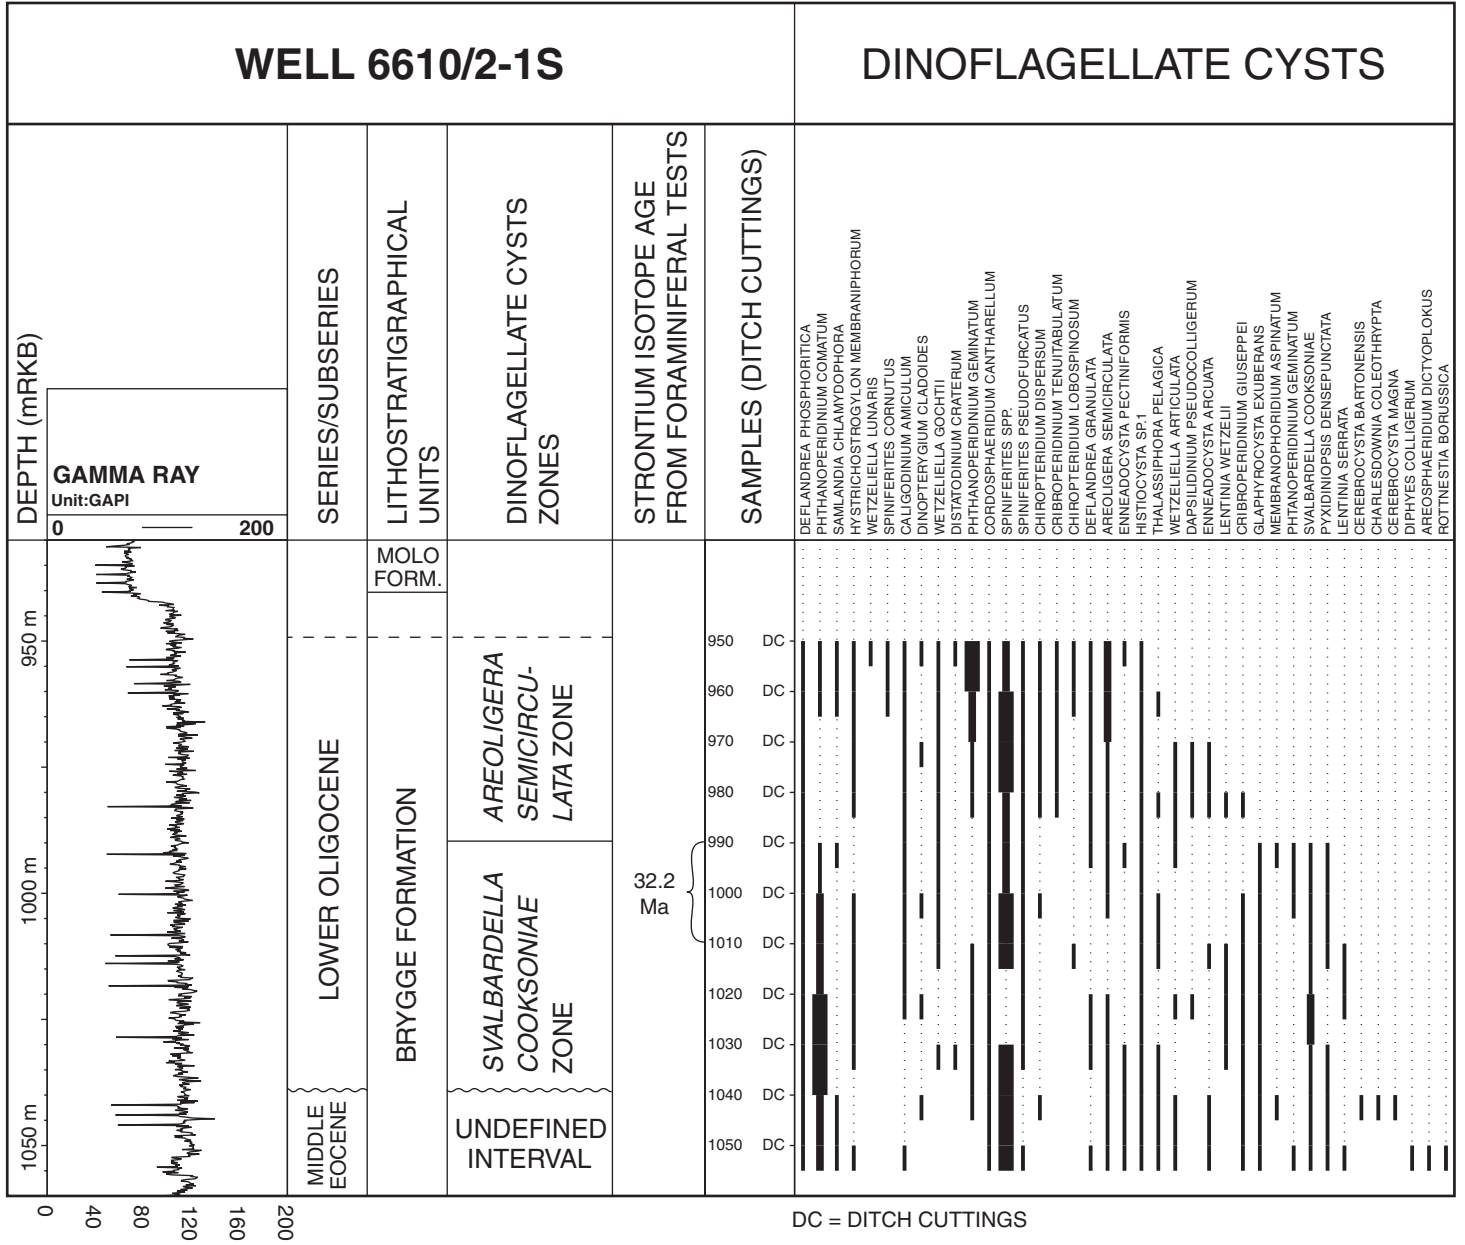 WELL 6610/2-1S
DINOFLAGELLATE CYSTS
DEPTH (mRKB)
GAMMA RAY
Unit:GAPI
0 200
SERIES/SUBSERIES
LITHOSTRATIGRAPHICAL
UNITS
DINOFLAGELLATE CYSTS
ZONES
STRONTIUM ISOTOPE AGE
FROM FORAMINIFERAL TESTS
SAMPLES (DITCH CUTTINGS)
DEFLANDREA PHOSPHORITICA
PHTHANOPERIDINIUM COMATUM
SAMLANDIA CHLAMYDOPHORA
HYSTRICHOSTROGYLON MEMBRANIPHORUM
WETZELIELLA LUNARIS
SPINIFERITES CORNUTUS
CALIGODINIUM AMICULUM
DINOPTERYGIUM CLADOIDES
WETZELIELLA GOCHTII
DISTATODINIUM CRATERUM
PHTHANOPERIDINIUM GEMINATUM
CORDOSPHAERIDIUM CANTHARELLUM
SPINIFERITES SPP.
SPINIFERITES PSEUDOFURCATUS
CHIROPTERIDIUM DISPERSUM
CRIBROPERIDINIUM TENUITABULATUM
CHIROPTERIDIUM LOBOSPINOSUM
DEFLANDREA GRANULATA
AREOLIGERA SEMICIRCULATA
ENNEADOCYSTA PECTINIFORMIS
HISTIOCYSTA SP.1
THALASSIPHORA PELAGICA
WETZELIELLA ARTICULATA
DAPSILIDINIUM PSEUDOCOLLIGERUM
ENNEADOCYSTA ARCUATA
LENTINIA WETZELII
CRIBROPERIDINIUM GIUSEPPEI
GLAPHYROCYSTA EXUBERANS
MEMBRANOPHORIDIUM ASPINATUM
PHTANOPERIDINIUM GEMINATUM
SVALBARDELLA COOKSONIAE
PYXIDINIOPSIS DENSEPUNCTATA
LENTINIA SERRATA
CEREBROCYSTA BARTONENSIS
CHARLESDOWNIA COLEOTHRYPTA
CEREBROCYSTA MAGNA
DIPHYES COLLIGERUM
AREOSPHAERIDIUM DICTYOPLOKUS
ROTTNESTIA BORUSSICA
950 m
1000 m
1050 m
LOWER OLIGOCENE
MIDDLE
EOCENE
MOLO
FORM.
BRYGGE FORMATION
AREOLIGERA
SEMICIRCU-
LATA ZONE
SVALBARDELLA
COOKSONIAE
ZONE
UNDEFINED
INTERVAL
32.2
Ma
950 DC
960 DC
970 DC
980 DC
990 DC
1000 DC
1010 DC
1020 DC
1030 DC
1040 DC
1050 DC
0 40 80 120 160 200
DC = DITCH CUTTINGS